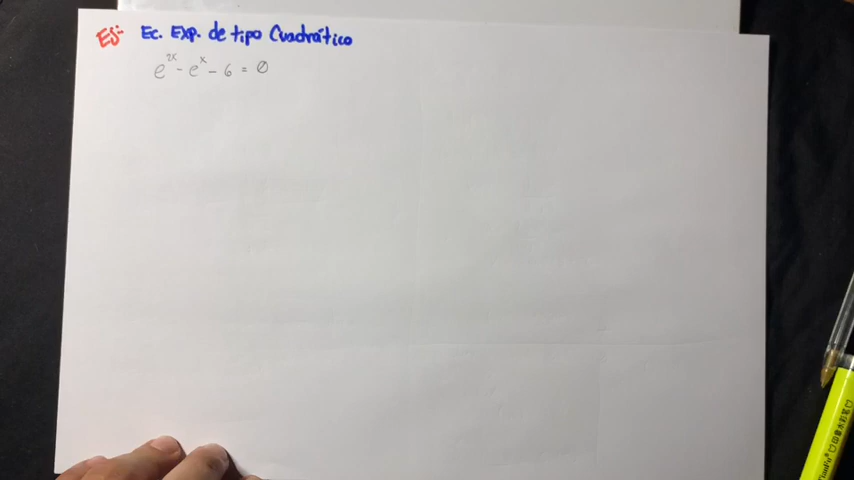 Ej:- Ec. Exp. de tipo Cuadrático
e^2x - e^x - 6 = 0